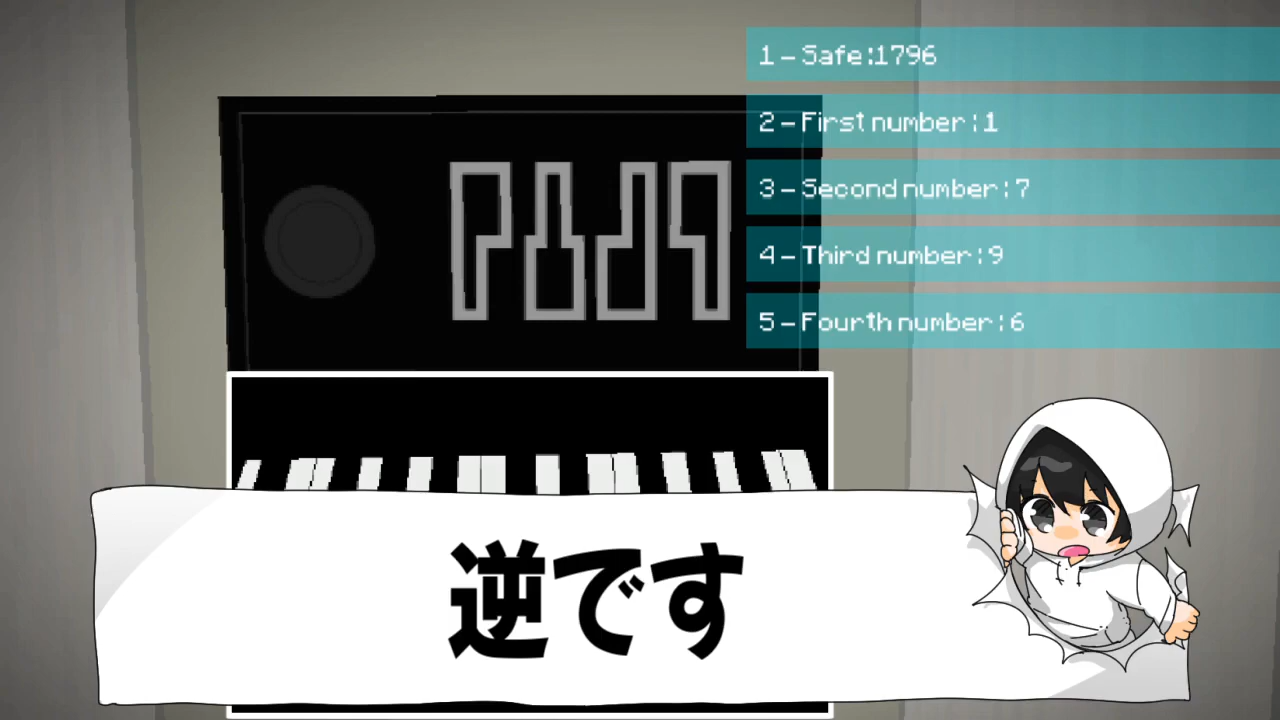 1 - Safe:1796
2 - First number : 1
3 - Second number : 7
4 - Third number : 9
5 - Fourth number : 6
逆です